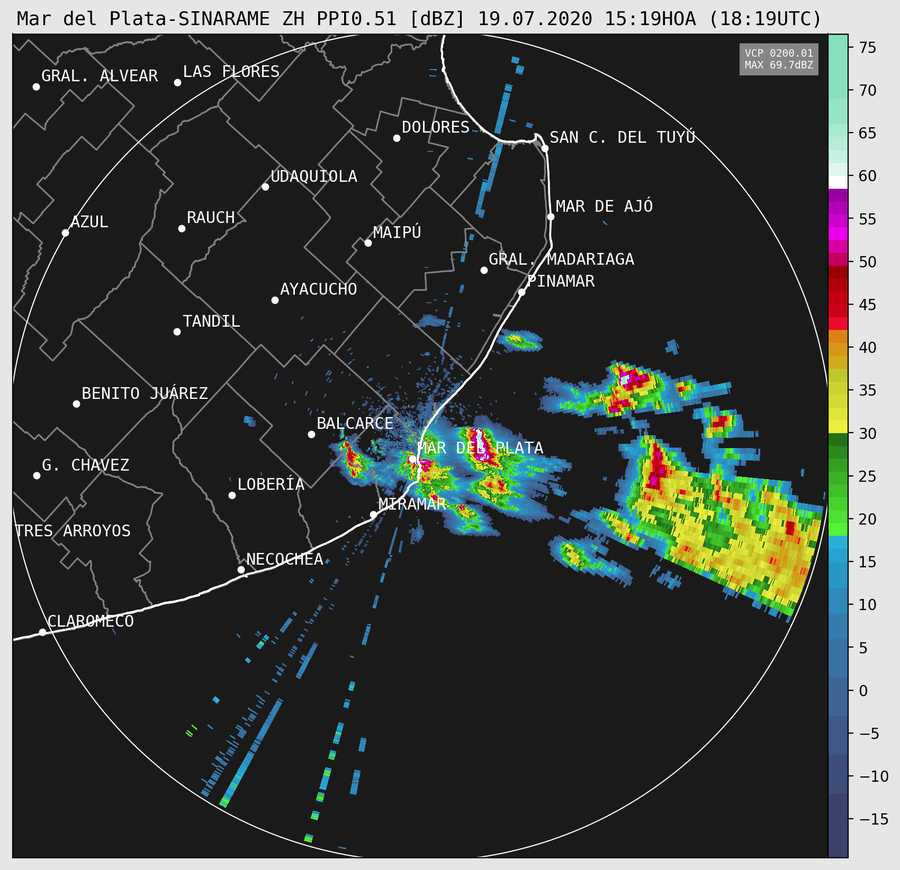 Mar del Plata-SINARAME ZH PPI0.51 [dBZ] 19.07.2020 15:19HOA (18:19UTC)
VCP 0200.01
MAX 69.7dBZ
GRAL. ALVEAR
LAS FLORES
DOLORES
SAN C. DEL TUYÚ
UDAQUIOLA
AZUL
RAUCH
MAR DE AJÓ
MAIPÚ
GRAL. MADARIAGA
PINAMAR
AYACUCHO
TANDIL
BENITO JUÁREZ
BALCARCE
MAR DEL PLATA
G. CHAVEZ
LOBERÍA
MIRAMAR
TRES ARROYOS
NECOCHEA
CLAROMECO
75
70
65
60
55
50
45
40
35
30
25
20
15
10
5
0
−5
−10
−15